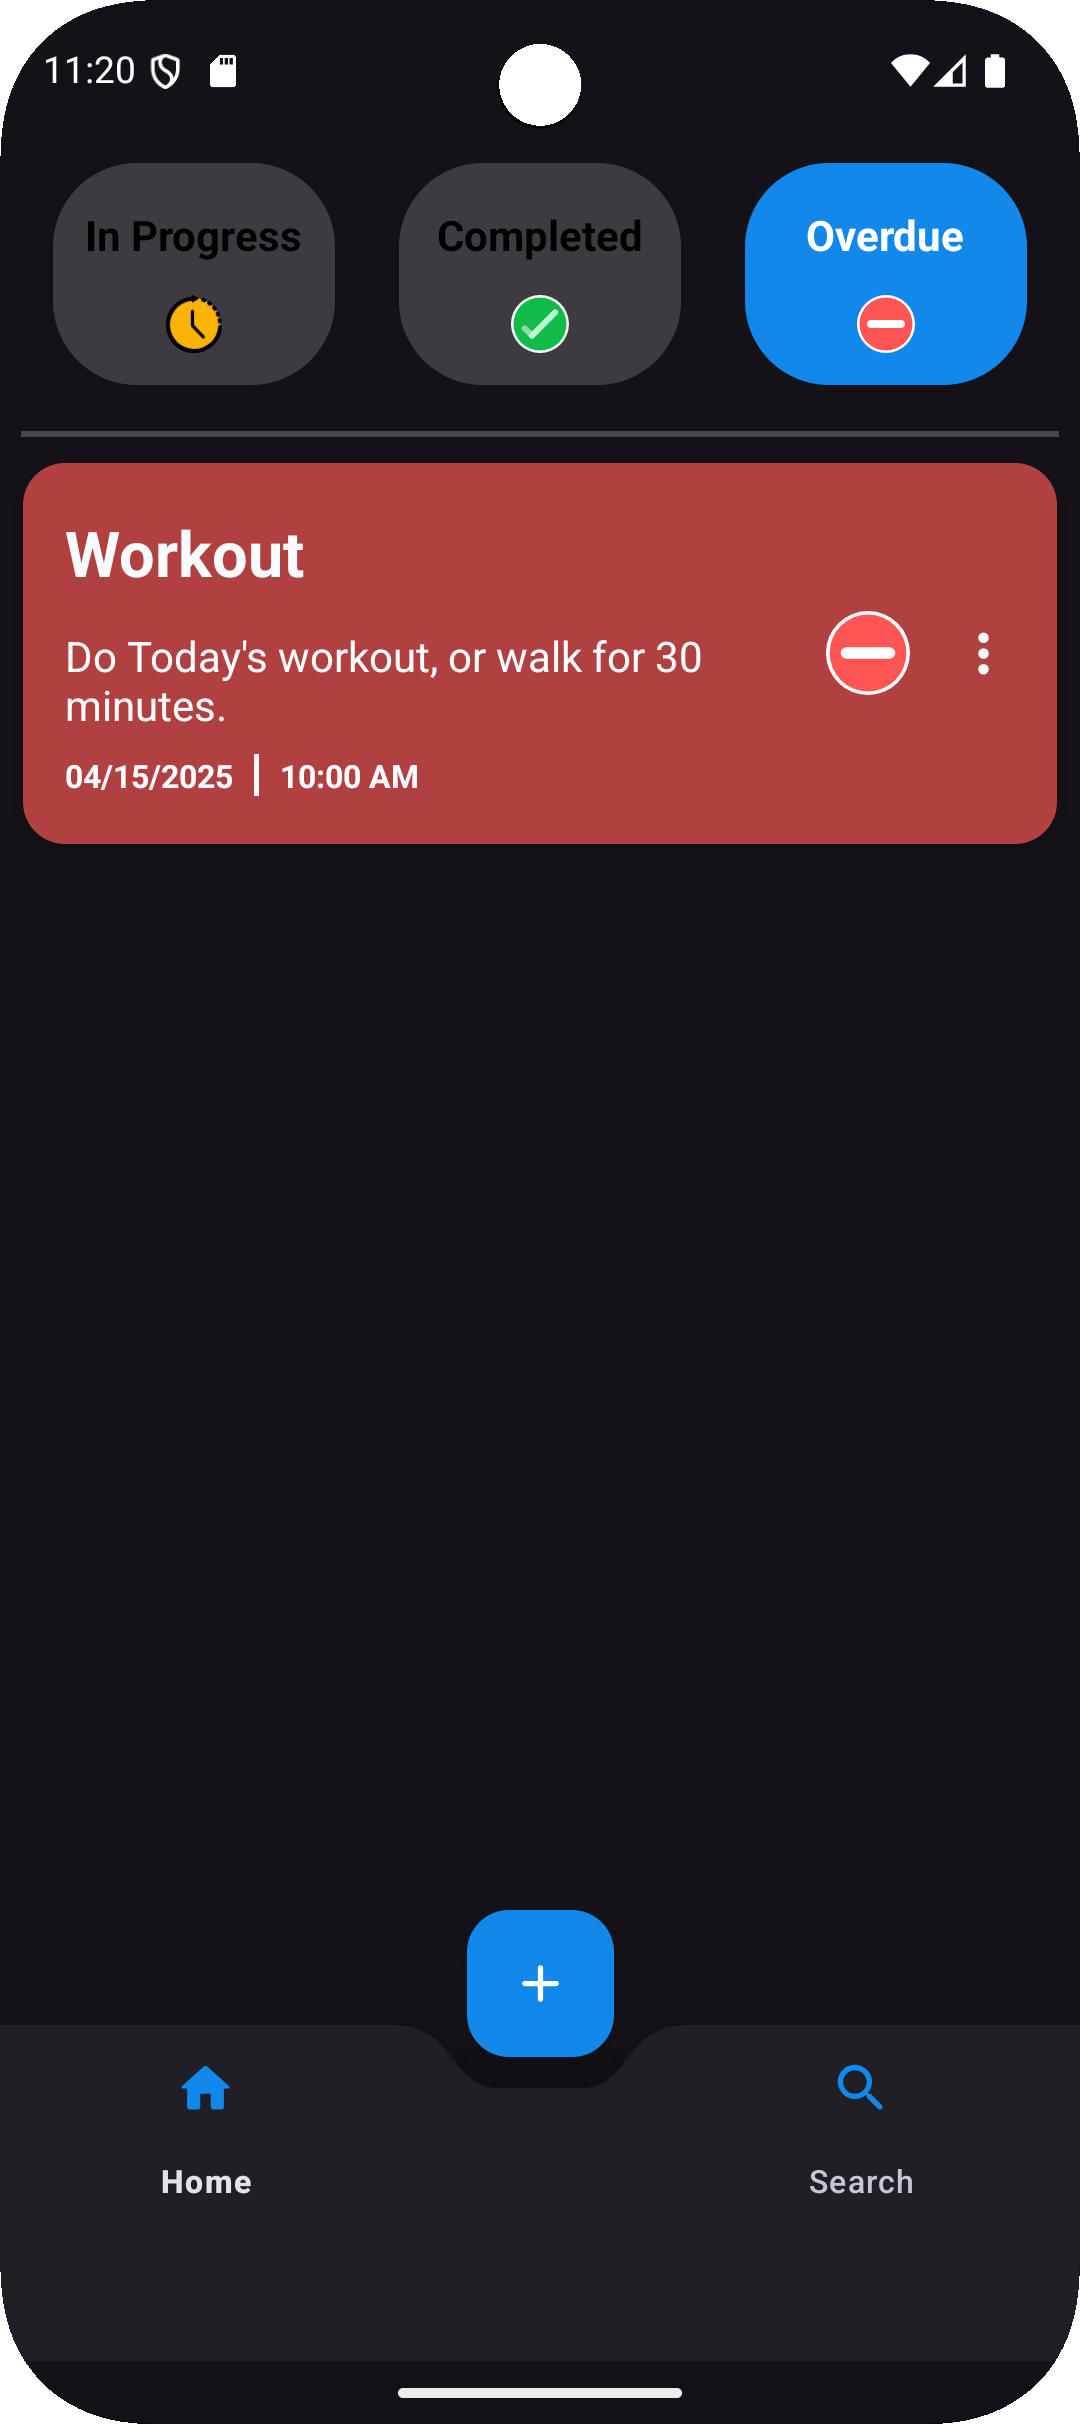 11:20
In Progress
Completed
Overdue
Workout
Do Today's workout, or walk for 30
minutes.
04/15/2025 | 10:00 AM
Home
Search